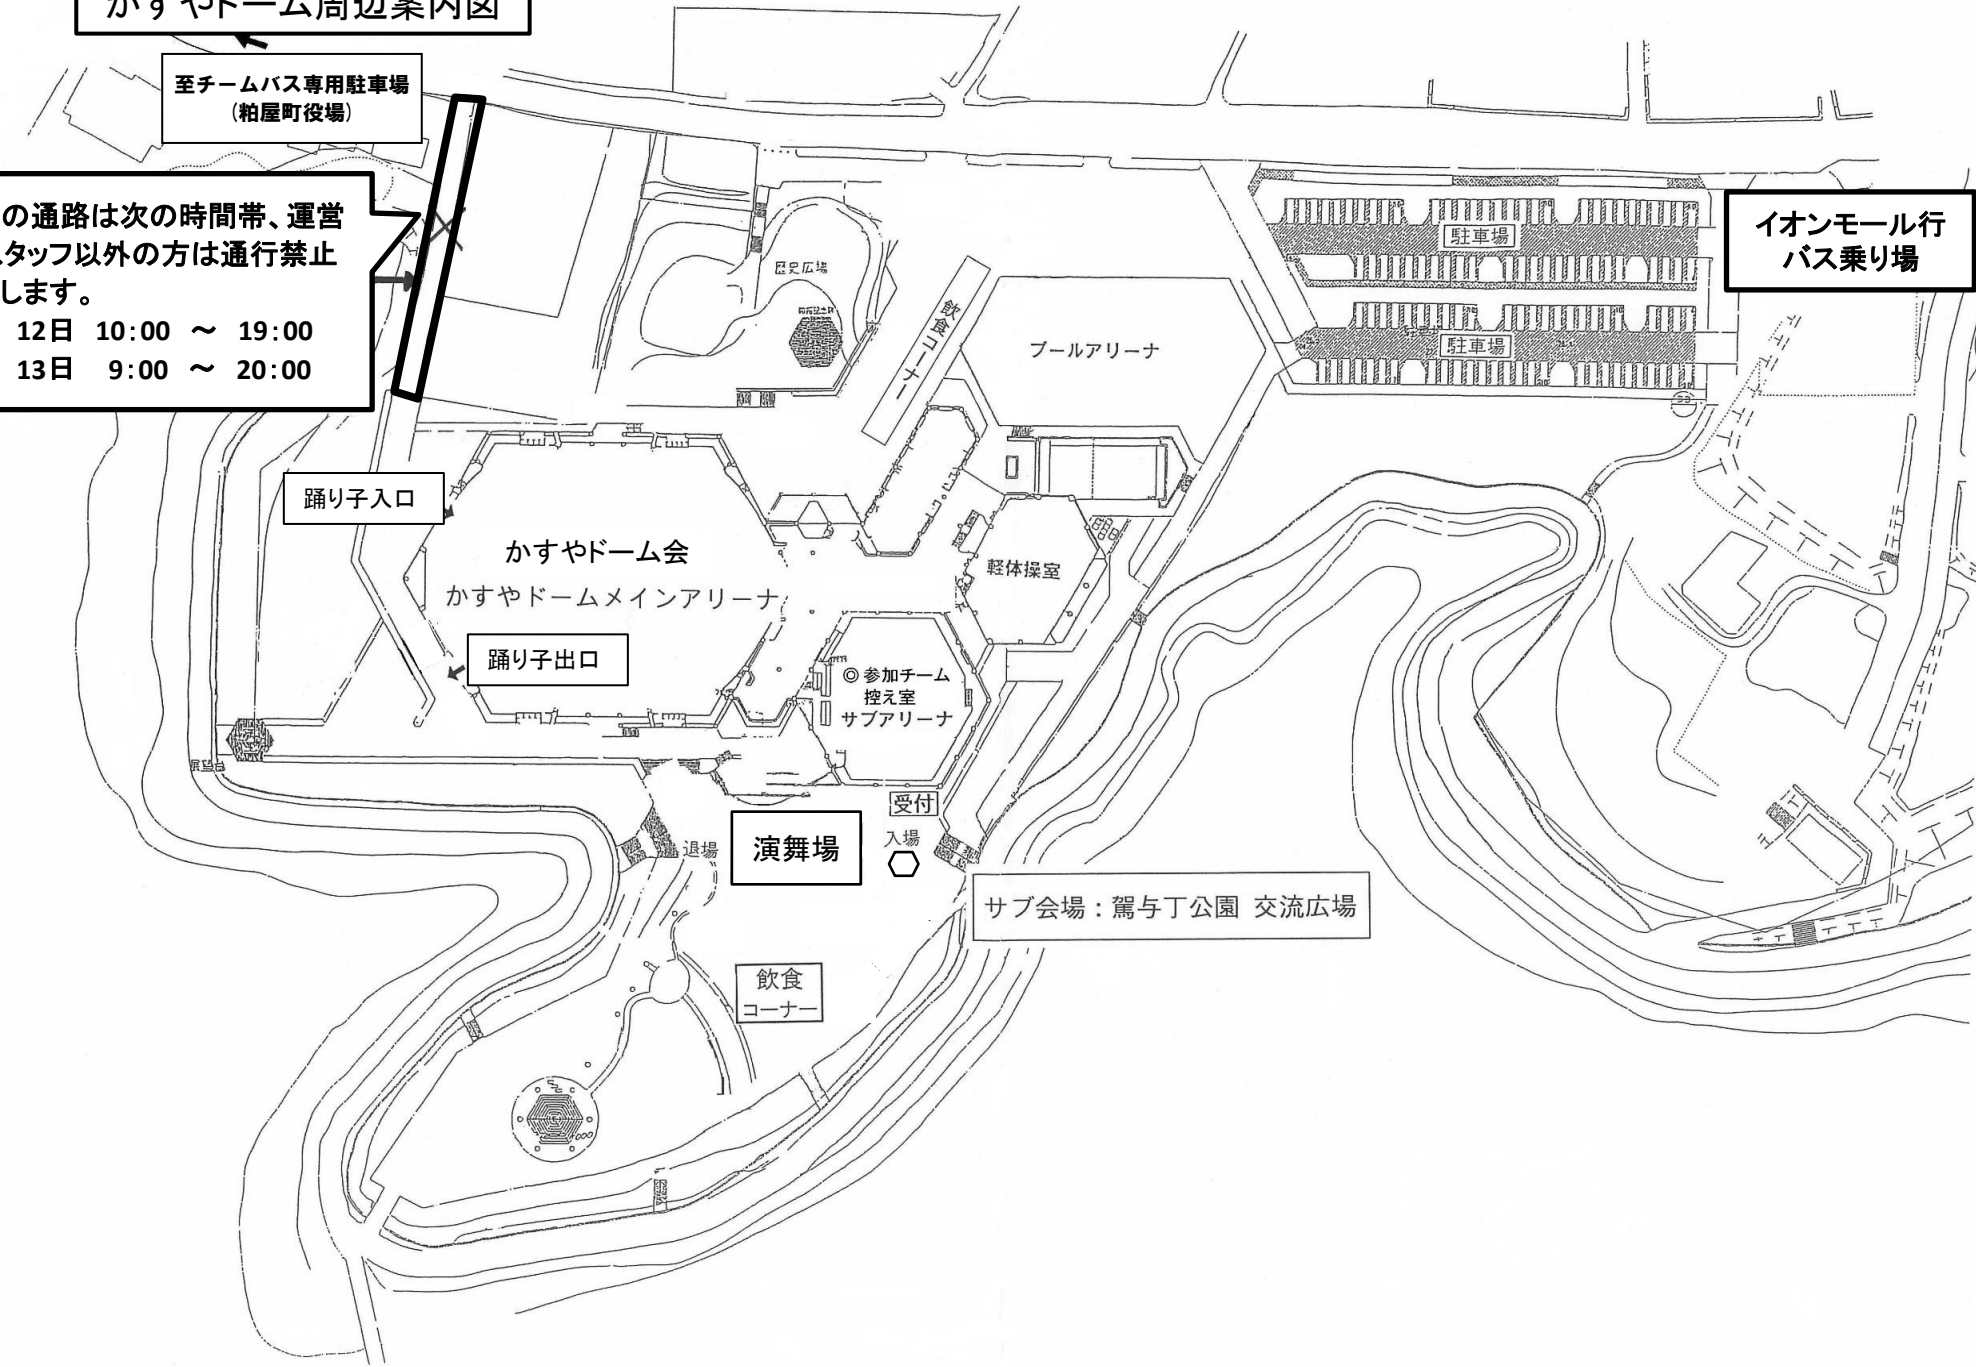 かすやドーム周辺案内図
至チームバス専用駐車場
(粕屋町役場)
の通路は次の時間帯、運営
スタッフ以外の方は通行禁止
します。
12日 10:00 ～ 19:00
13日 9:00 ～ 20:00
歴史広場
飲食コーナー
プールアリーナ
駐車場
駐車場
イオンモール行
バス乗り場
踊り子入口
かすやドーム会
かすやドームメインアリーナ
軽体操室
踊り子出口
◎参加チーム
控え室
サブアリーナ
展望台
受付
入場
退場
演舞場
サブ会場：駕与丁公園 交流広場
飲食
コーナー